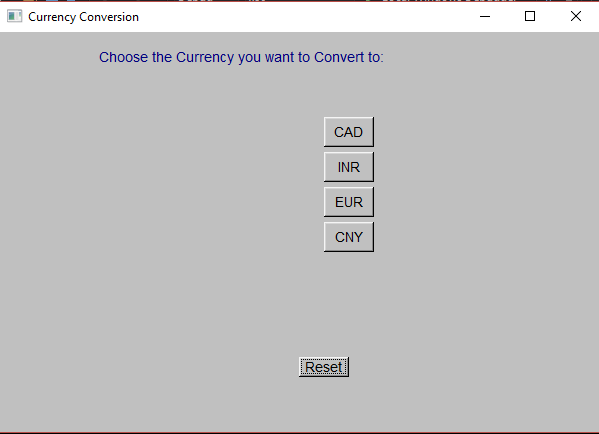 Currency Conversion
Choose the Currency you want to Convert to:
CAD
INR
EUR
CNY
Reset